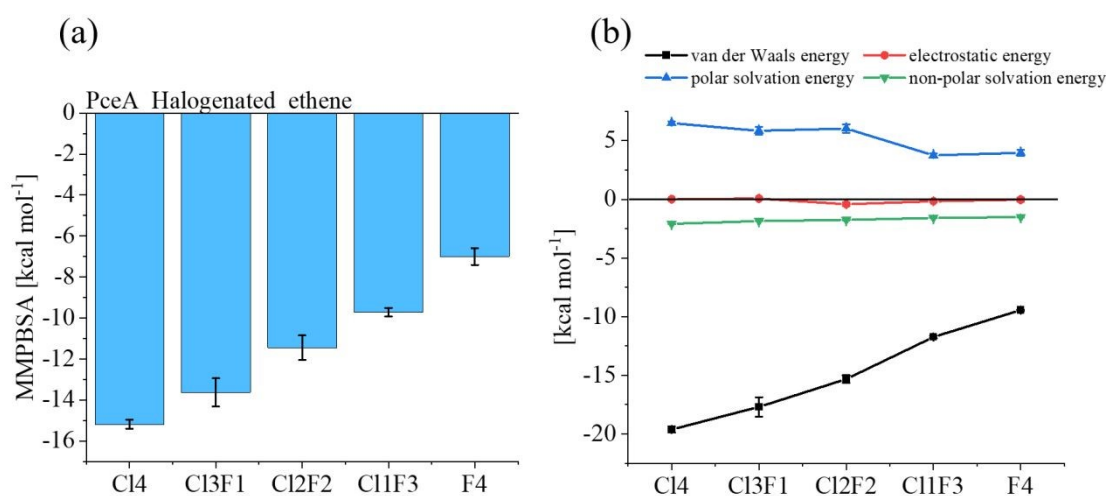 (a)
PceA Halogenated ethene
0
-2
-4
-6
-8
-10
-12
-14
-16
MMPBSA [kcal mol-1]
Cl4 Cl3F1 Cl2F2 Cl1F3 F4
(b)
van der Waals energy electrostatic energy
polar solvation energy non-polar solvation energy
5
0
-5
-10
-15
-20
[kcal mol-1]
Cl4 Cl3F1 Cl2F2 Cl1F3 F4